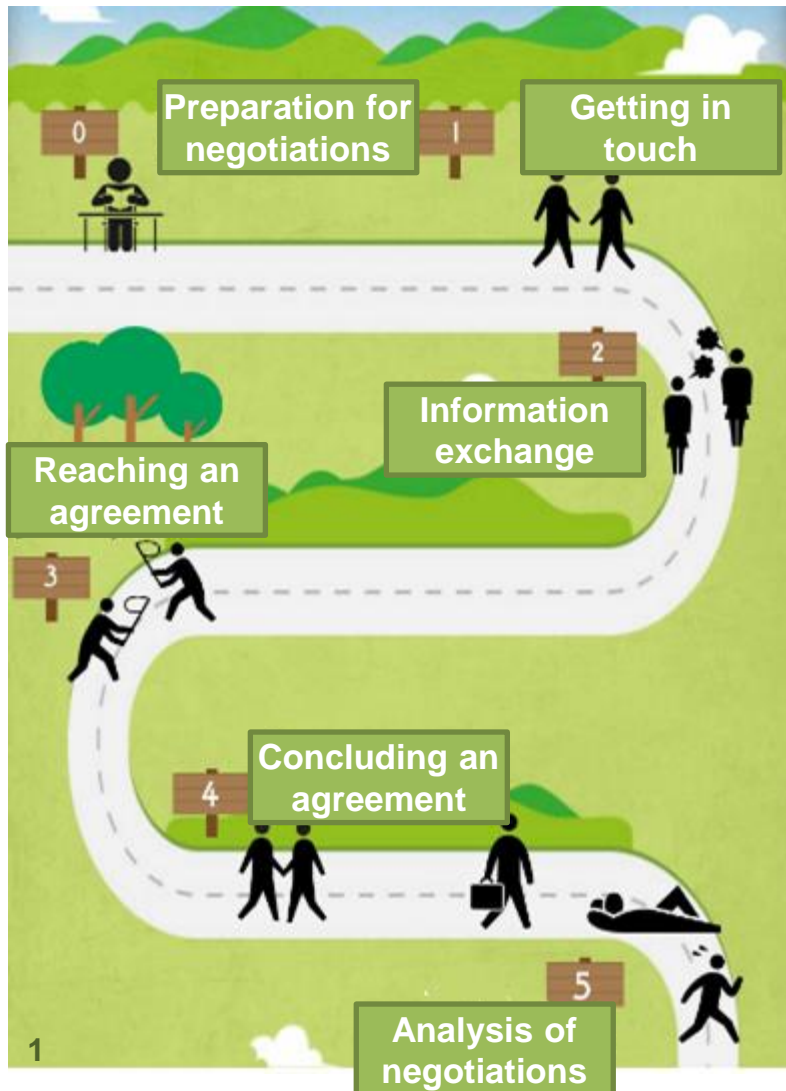 0
Preparation for
negotiations
1
Getting in
touch
2
Information
exchange
Reaching an
agreement
3
Concluding an
agreement
4
5
Analysis of
negotiations
1